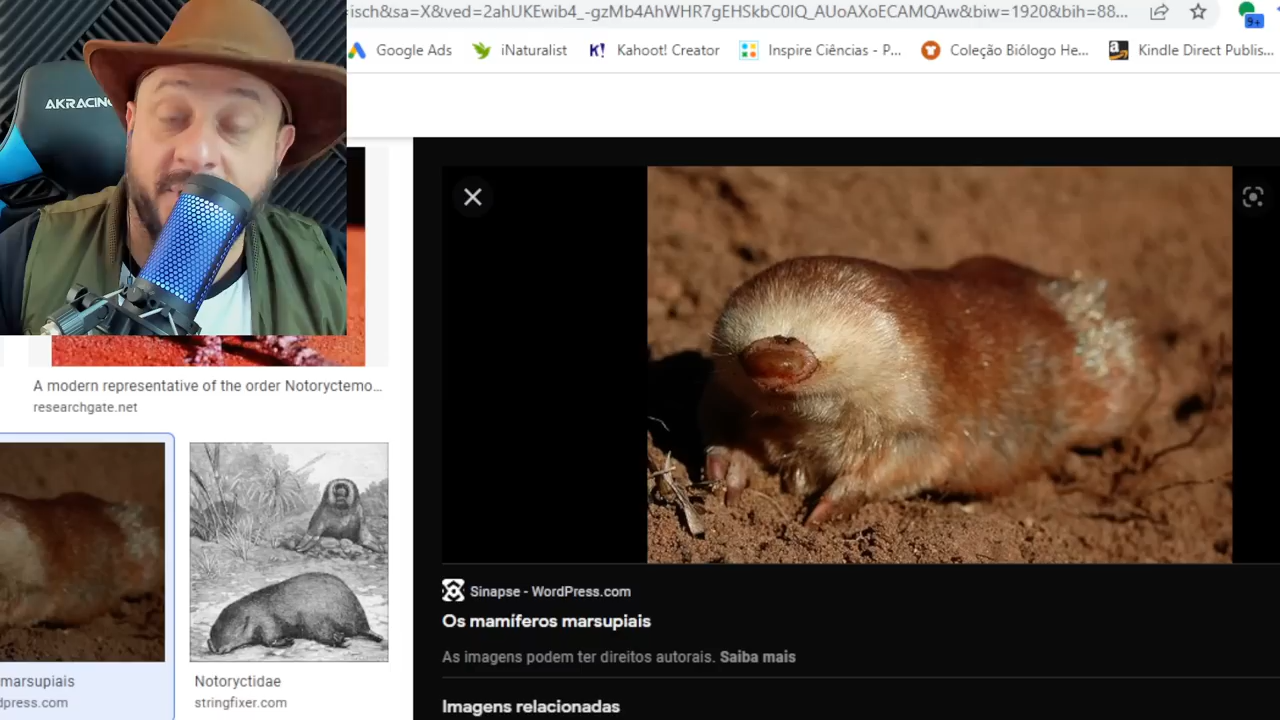 isch&sa=X&ved=2ahUKEwib4_-gzMb4AhWHR7gEHSkbC0IQ_AUoAXoECAMQAw&biw=1920&bih=88...
9+
Google Ads
iNaturalist
K!
Kahoot! Creator
Inspire Ciências - P...
Coleção Biólogo He...
a
Kindle Direct Publis...
AKRACING
A modern representative of the order Notoryctemo...
researchgate.net
marsupiais
dpress.com
Notoryctidae
stringfixer.com
Sinapse - WordPress.com
Os mamíferos marsupiais
As imagens podem ter direitos autorais. Saiba mais
Imagens relacionadas